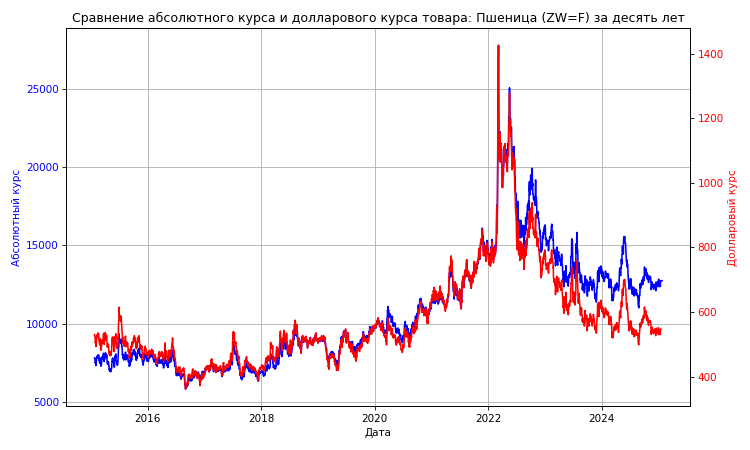 Сравнение абсолютного курса и долларового курса товара: Пшеница (ZW=F) за десять лет
25000
20000
15000
10000
5000
Абсолютный курс
1400
1200
1000
800
600
400
Долларовый курс
2016 2018 2020 2022 2024
Дата